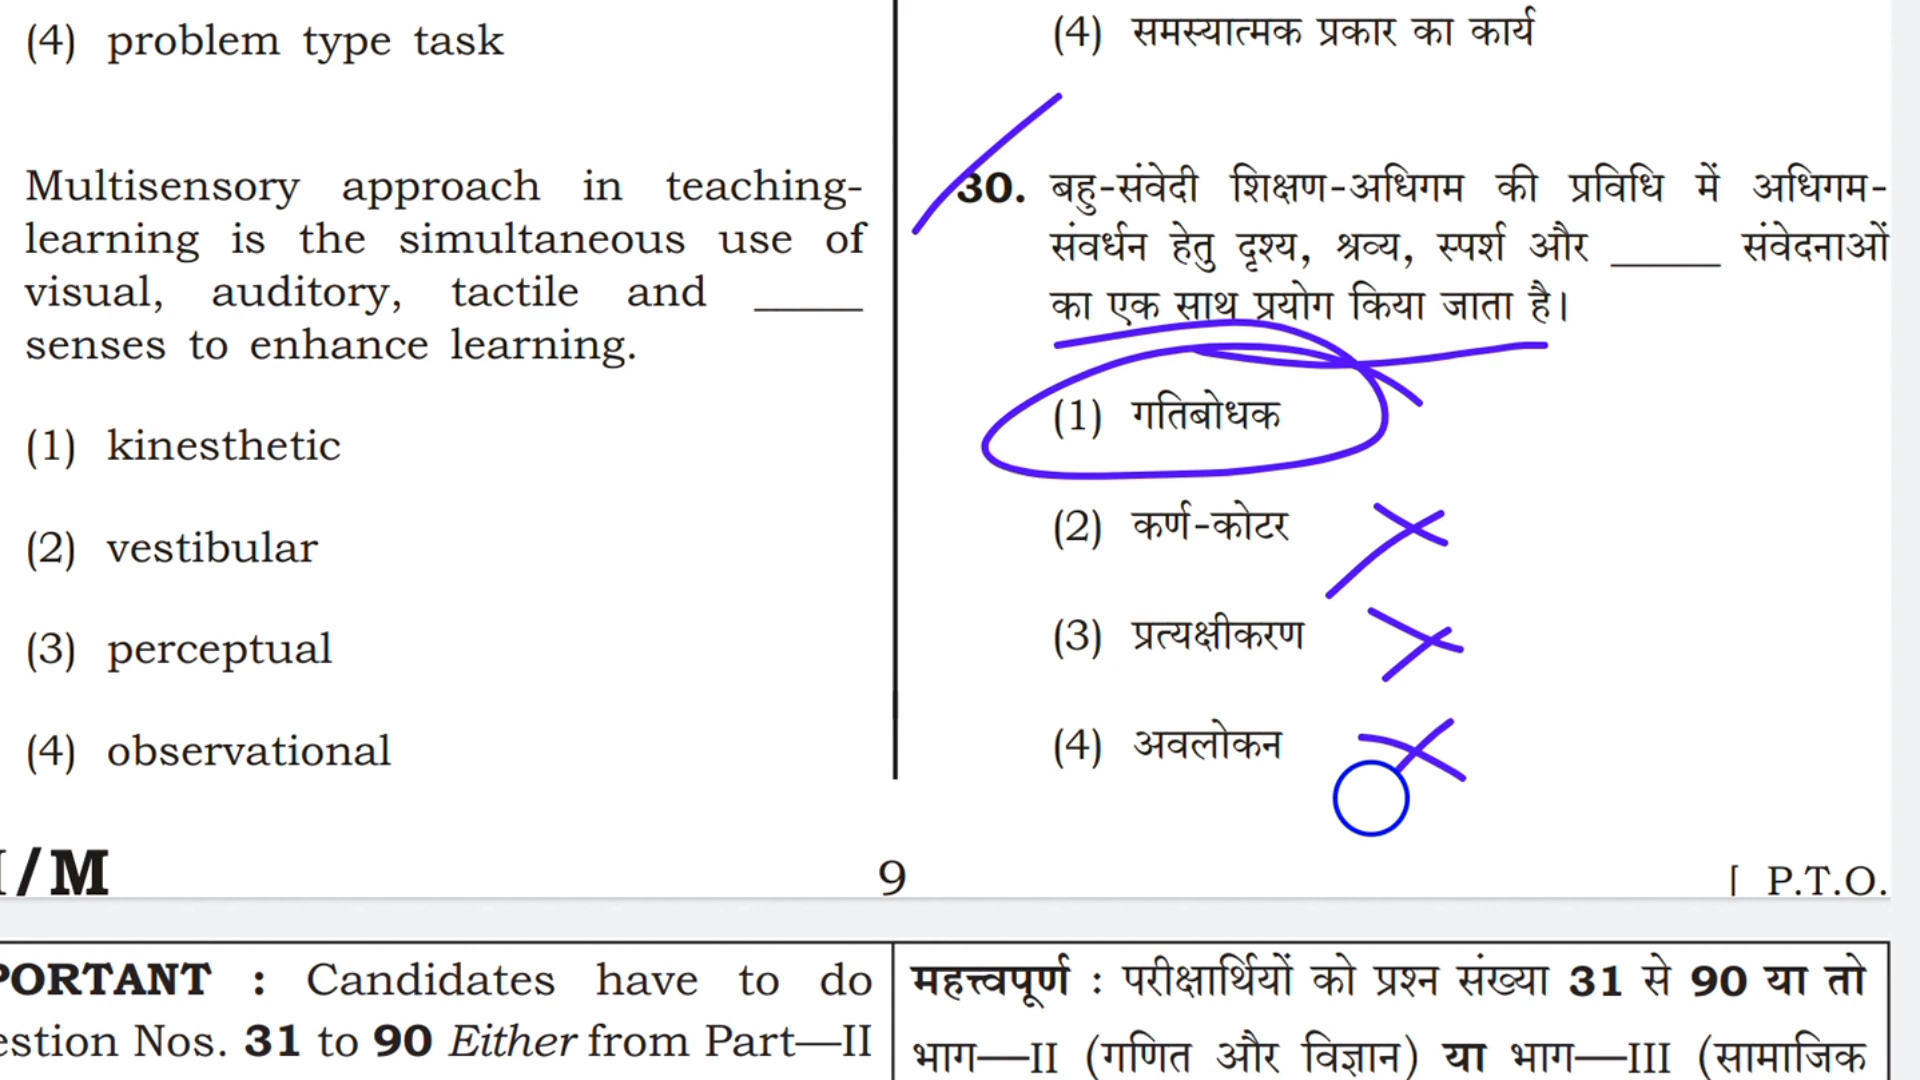 (4) problem type task
Multisensory approach in teaching-
learning is the simultaneous use of
visual, auditory, tactile and _____
senses to enhance learning.
(1) kinesthetic
(2) vestibular
(3) perceptual
(4) observational
(4) समस्यात्मक प्रकार का कार्य
30. बहु-संवेदी शिक्षण-अधिगम की प्रविधि में अधिगम-
संवर्धन हेतु दृश्य, श्रव्य, स्पर्श और _____ संवेदनाओं
का एक साथ प्रयोग किया जाता है।
(1) गतिबोधक
(2) कर्ण-कोटर
(3) प्रत्यक्षीकरण
(4) अवलोकन
/M
9
[ P.T.O.
PORTANT : Candidates have to do
estion Nos. 31 to 90 Either from Part—II
महत्त्वपूर्ण : परीक्षार्थियों को प्रश्न संख्या 31 से 90 या तो
भाग—II (गणित और विज्ञान) या भाग—III (सामाजिक